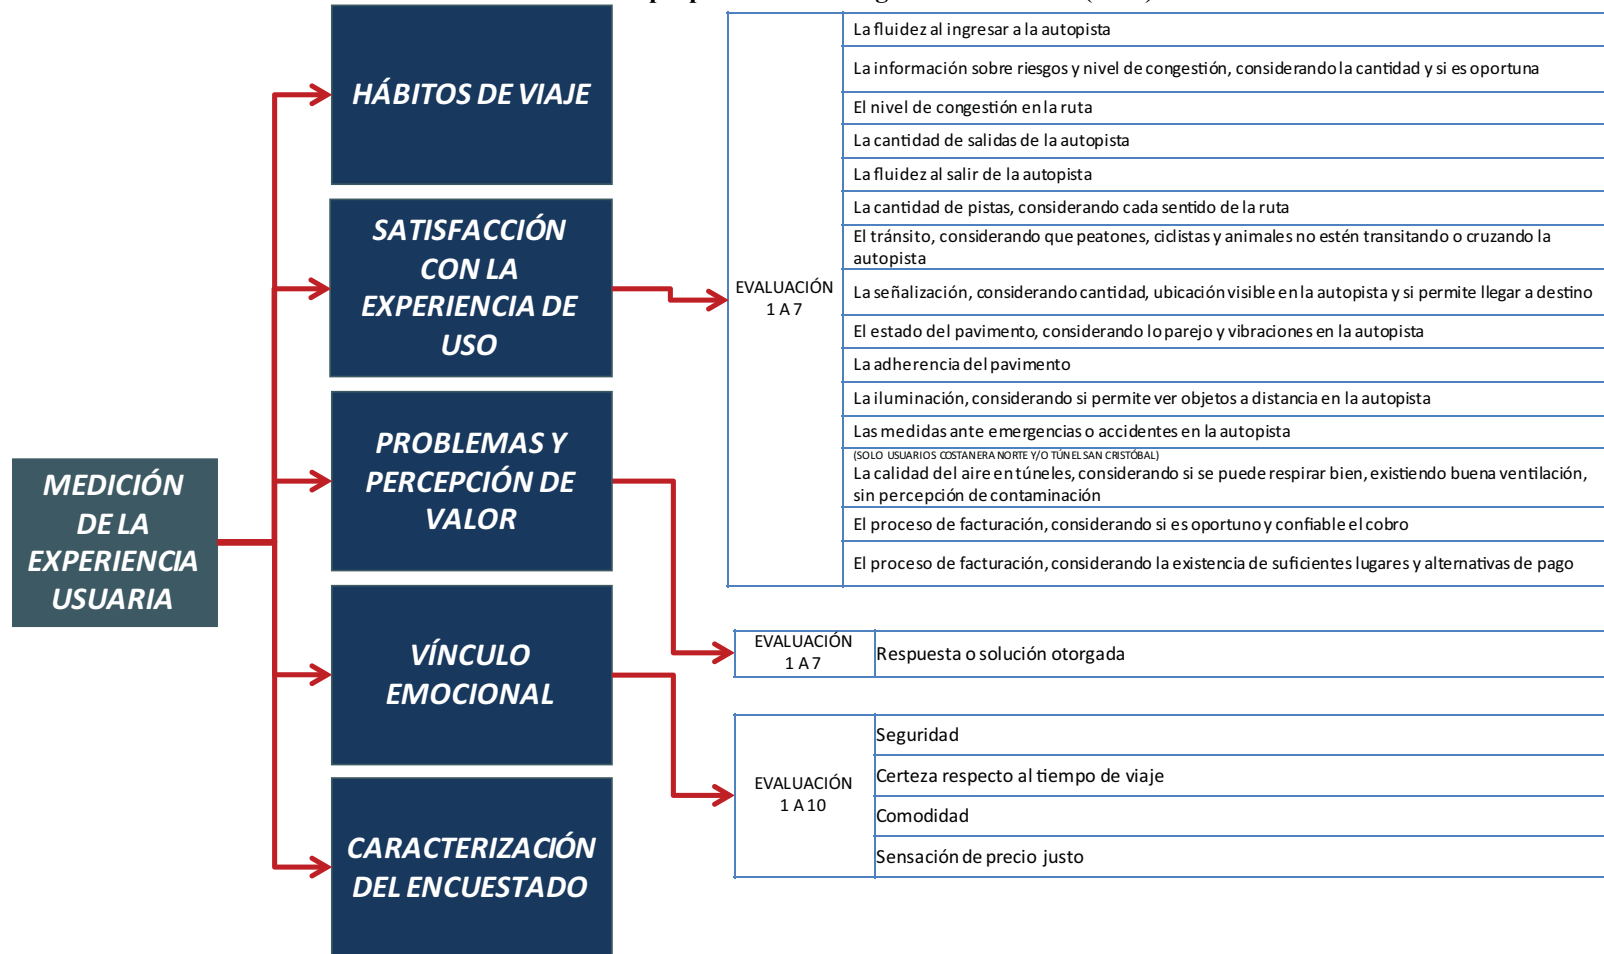 MEDICIÓN
DE LA
EXPERIENCIA
USUARIA
HÁBITOS DE VIAJE
SATISFACCIÓN
CON LA
EXPERIENCIA DE
USO
PROBLEMAS Y
PERCEPCIÓN DE
VALOR
VÍNCULO
EMOCIONAL
CARACTERIZACIÓN
DEL ENCUESTADO
EVALUACIÓN
1 A 7
La fluidez al ingresar a la autopista
La información sobre riesgos y nivel de congestión, considerando la cantidad y si es oportuna
El nivel de congestión en la ruta
La cantidad de salidas de la autopista
La fluidez al salir de la autopista
La cantidad de pistas, considerando cada sentido de la ruta
El tránsito, considerando que peatones, ciclistas y animales no estén transitando o cruzando la
autopista
La señalización, considerando cantidad, ubicación visible en la autopista y si permite llegar a destino
El estado del pavimento, considerando lo parejo y vibraciones en la autopista
La adherencia del pavimento
La iluminación, considerando si permite ver objetos a distancia en la autopista
Las medidas ante emergencias o accidentes en la autopista
(SOLO USUARIOS COSTANERA NORTE Y/O TÚNEL SAN CRISTÓBAL)
La calidad del aire en túneles, considerando si se puede respirar bien, existiendo buena ventilación,
sin percepción de contaminación
El proceso de facturación, considerando si es oportuno y confiable el cobro
El proceso de facturación, considerando la existencia de suficientes lugares y alternativas de pago
EVALUACIÓN
1 A 7
Respuesta o solución otorgada
EVALUACIÓN
1 A 10
Seguridad
Certeza respecto al tiempo de viaje
Comodidad
Sensación de precio justo